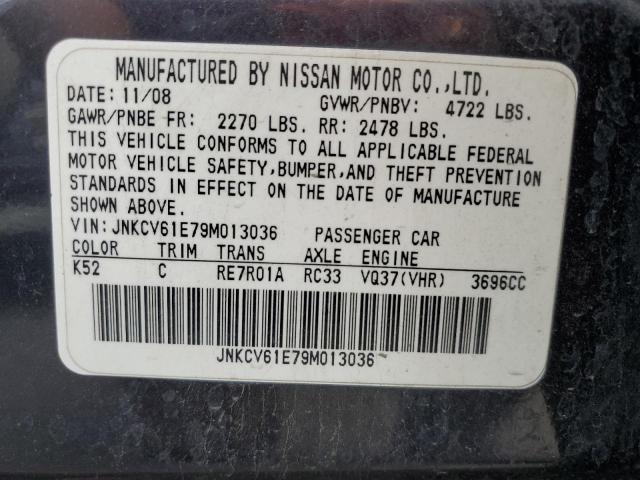 MANUFACTURED BY NISSAN MOTOR CO.,LTD.
DATE: 11/08 GVWR/PNBV: 4722 LBS.
GAWR/PNBE FR: 2270 LBS. RR: 2478 LBS.
THIS VEHICLE CONFORMS TO ALL APPLICABLE FEDERAL
MOTOR VEHICLE SAFETY,BUMPER,AND THEFT PREVENTION
STANDARDS IN EFFECT ON THE DATE OF MANUFACTURE
SHOWN ABOVE.
VIN:JNKCV61E79M013036 PASSENGER CAR
COLOR TRIM TRANS AXLE ENGINE
K52 C RE7R01A RC33 VQ37(VHR) 3696CC
JNKCV61E79M013036